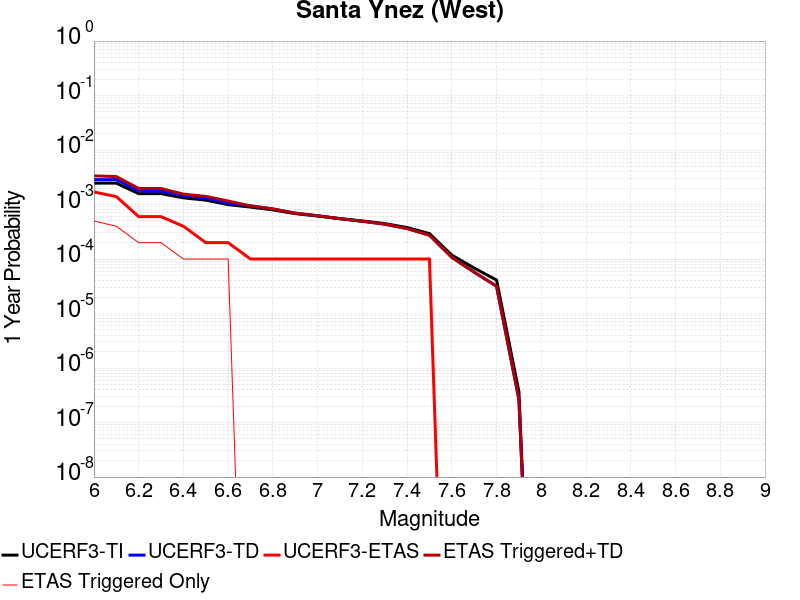 Santa Ynez (West)
10^0
10^-1
10^-2
10^-3
10^-4
10^-5
10^-6
10^-7
10^-8
1 Year Probability
6 6.2 6.4 6.6 6.8 7 7.2 7.4 7.6 7.8 8 8.2 8.4 8.6 8.8 9
Magnitude
UCERF3-TI UCERF3-TD UCERF3-ETAS ETAS Triggered+TD
ETAS Triggered Only